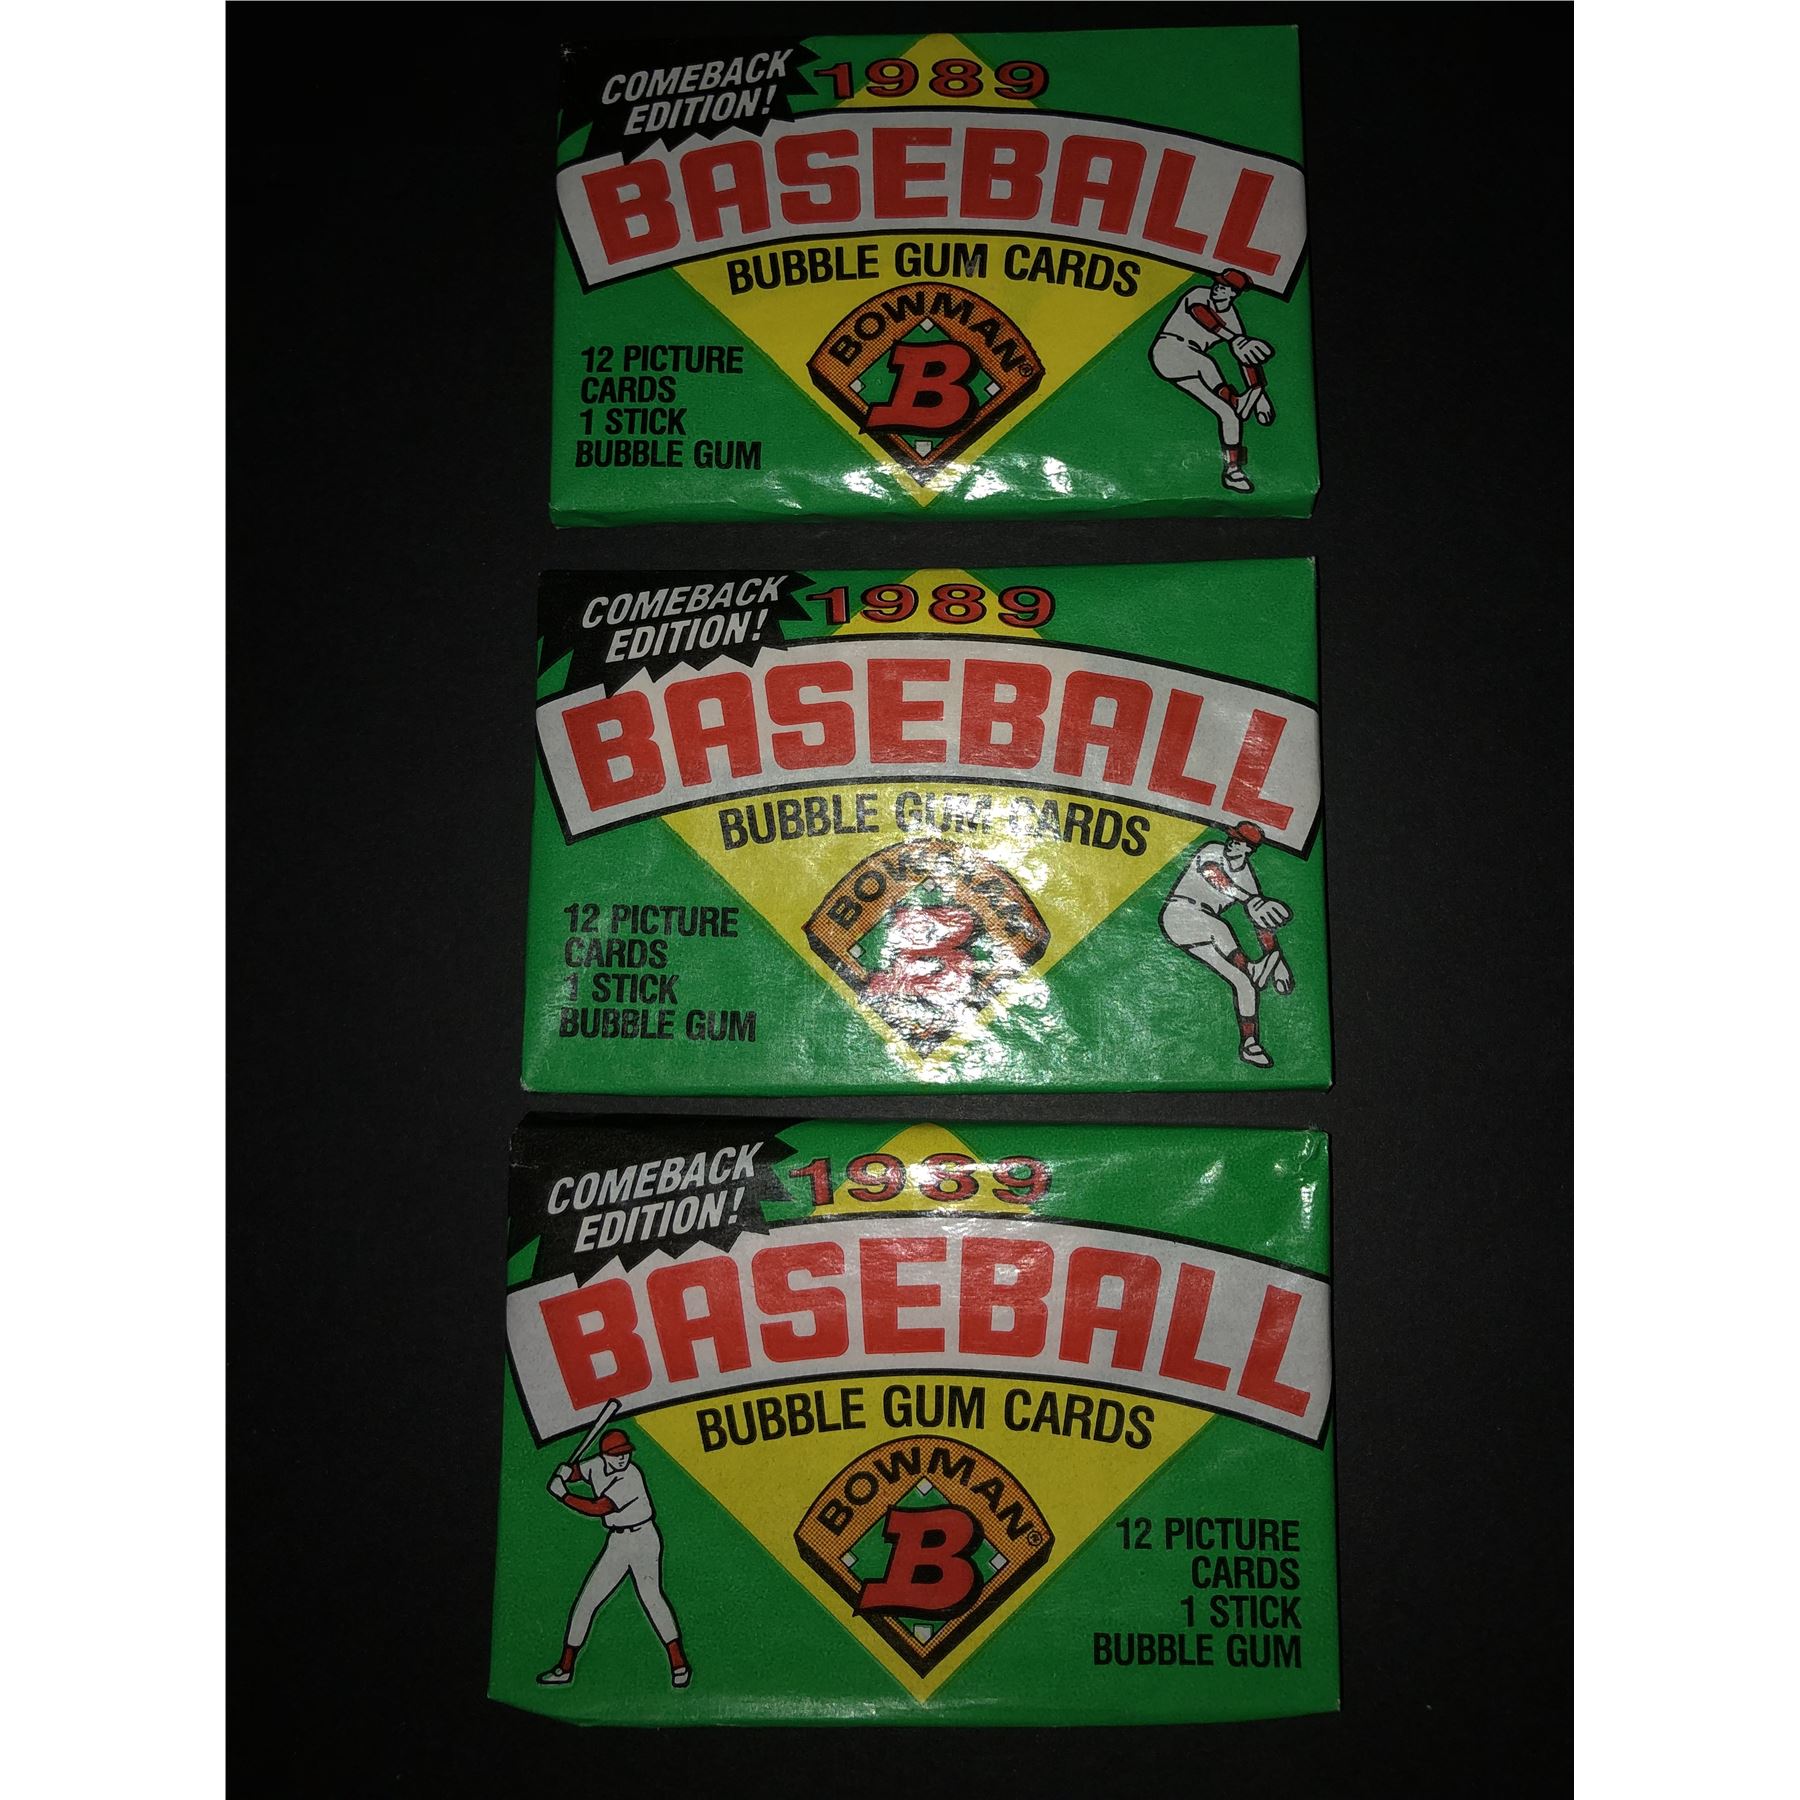 COMEBACK
EDITION!
1989
BASEBALL
BUBBLE GUM CARDS
BOWMAN®
B
12 PICTURE
CARDS
1 STICK
BUBBLE GUM
COMEBACK
EDITION!
1989
BASEBALL
BUBBLE GUM CARDS
BOWMAN
B
12 PICTURE
CARDS
1 STICK
BUBBLE GUM
COMEBACK
EDITION!
1989
BASEBALL
BUBBLE GUM CARDS
BOWMAN®
B
12 PICTURE
CARDS
1 STICK
BUBBLE GUM